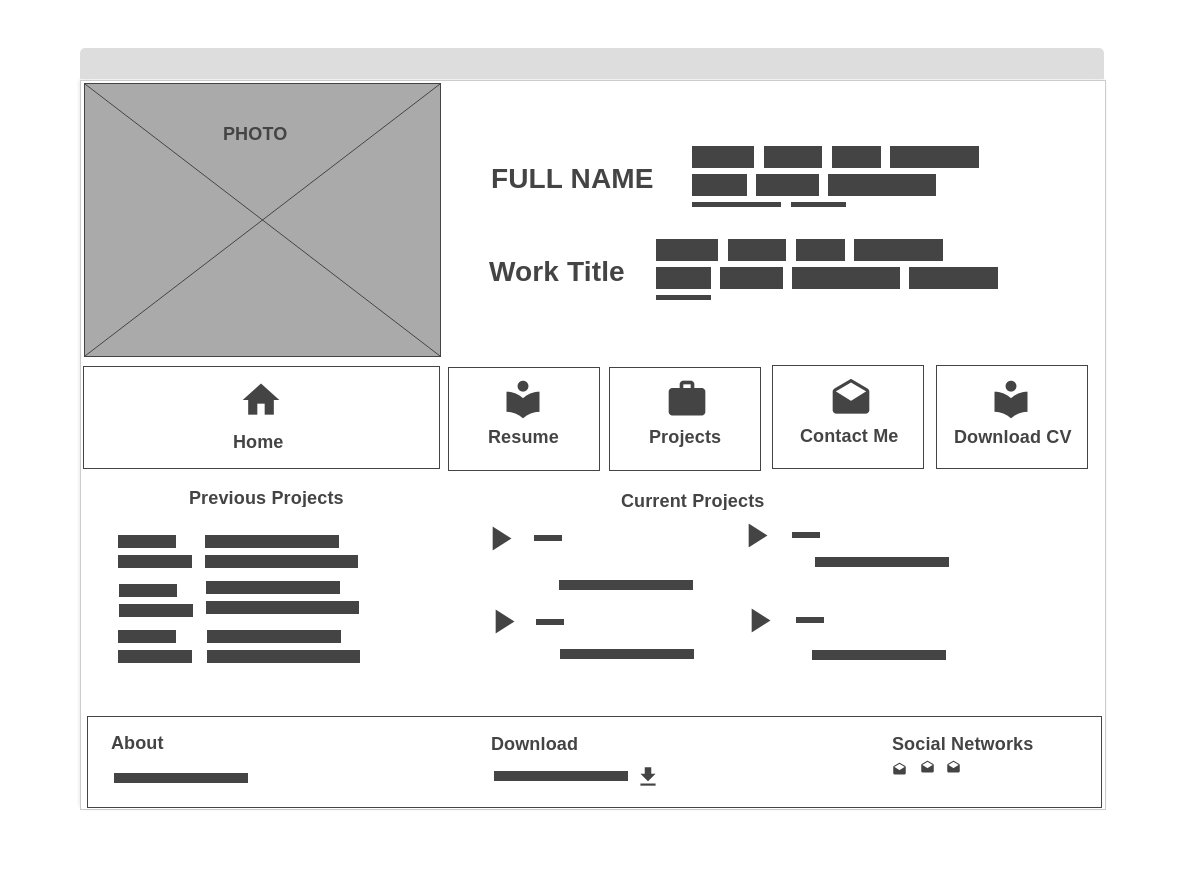 PHOTO
FULL NAME
Work Title
Home
Resume
Projects
Contact Me
Download CV
Previous Projects
Current Projects
About
Download
Social Networks